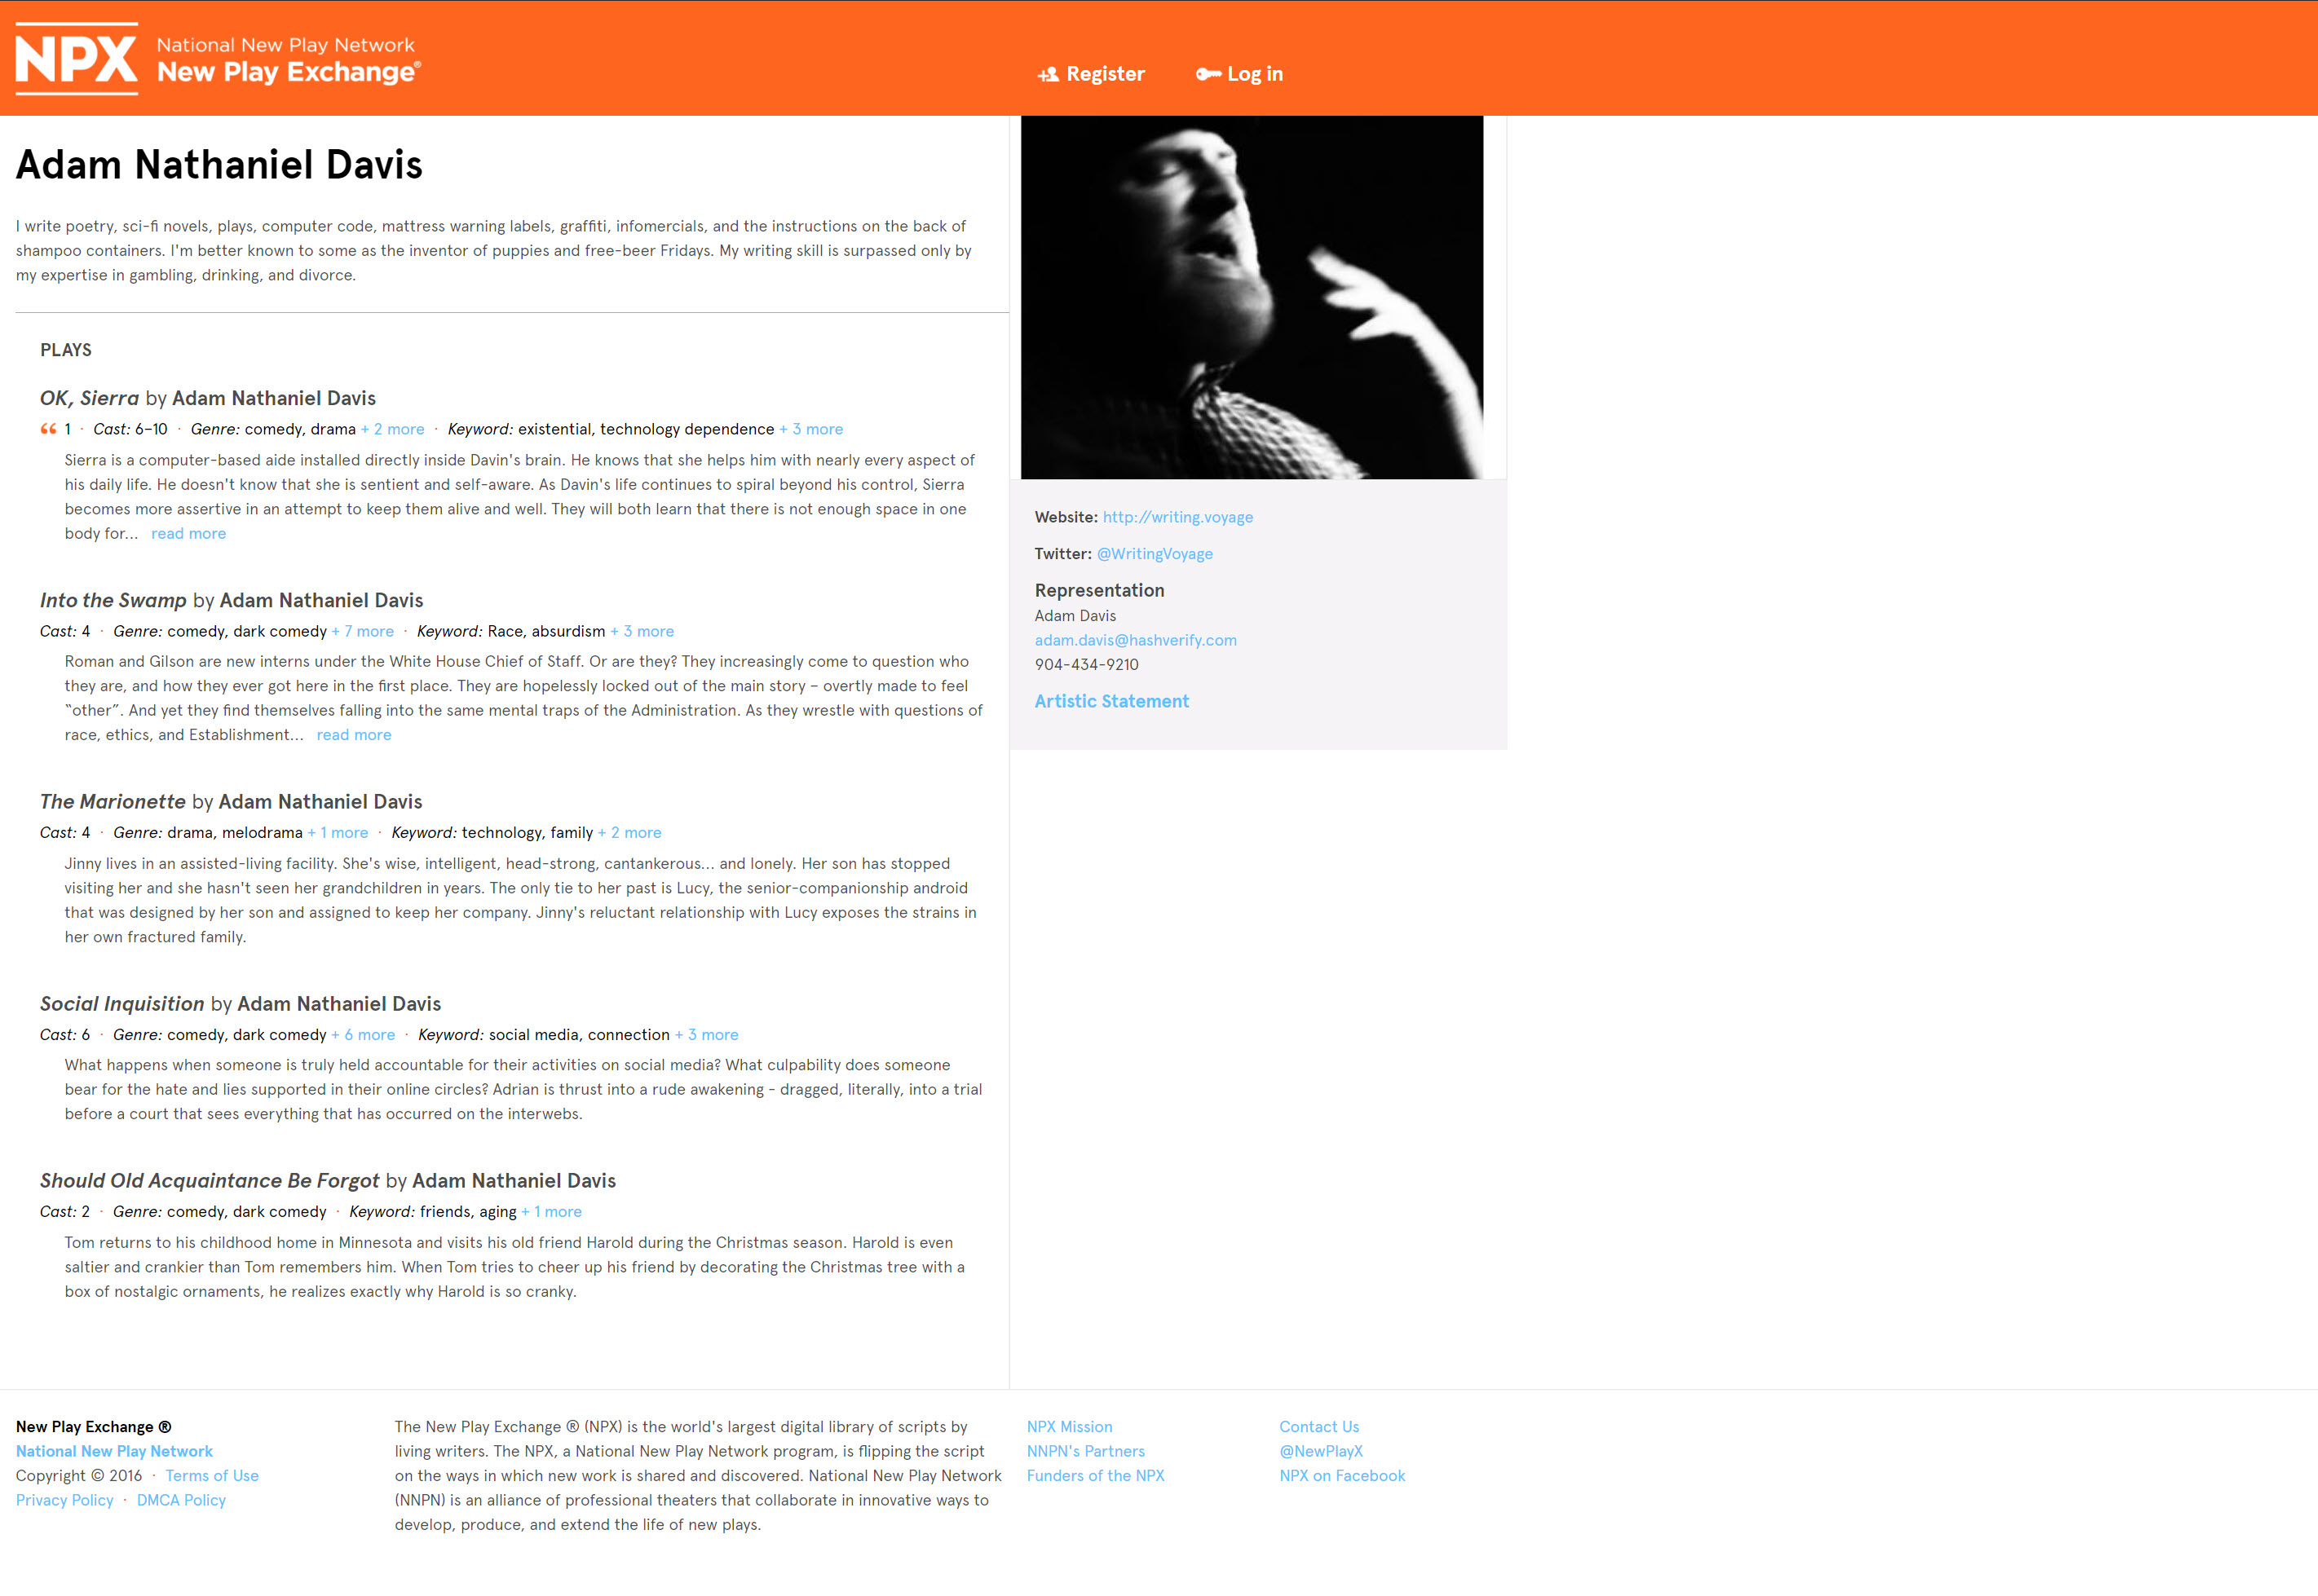 NPX National New Play Network
New Play Exchange®
Register Log in
Adam Nathaniel Davis
I write poetry, sci-fi novels, plays, computer code, mattress warning labels, graffiti, infomercials, and the instructions on the back of
shampoo containers. I'm better known to some as the inventor of puppies and free-beer Fridays. My writing skill is surpassed only by
my expertise in gambling, drinking, and divorce.
PLAYS
OK, Sierra by Adam Nathaniel Davis
“ 1 · Cast: 6–10 · Genre: comedy, drama + 2 more · Keyword: existential, technology dependence + 3 more
Sierra is a computer-based aide installed directly inside Davin's brain. He knows that she helps him with nearly every aspect of
his daily life. He doesn't know that she is sentient and self-aware. As Davin's life continues to spiral beyond his control, Sierra
becomes more assertive in an attempt to keep them alive and well. They will both learn that there is not enough space in one
body for... read more
Into the Swamp by Adam Nathaniel Davis
Cast: 4 · Genre: comedy, dark comedy + 7 more · Keyword: Race, absurdism + 3 more
Roman and Gilson are new interns under the White House Chief of Staff. Or are they? They increasingly come to question who
they are, and how they ever got here in the first place. They are hopelessly locked out of the main story – overtly made to feel
“other”. And yet they find themselves falling into the same mental traps of the Administration. As they wrestle with questions of
race, ethics, and Establishment... read more
The Marionette by Adam Nathaniel Davis
Cast: 4 · Genre: drama, melodrama + 1 more · Keyword: technology, family + 2 more
Jinny lives in an assisted-living facility. She's wise, intelligent, head-strong, cantankerous... and lonely. Her son has stopped
visiting her and she hasn't seen her grandchildren in years. The only tie to her past is Lucy, the senior-companionship android
that was designed by her son and assigned to keep her company. Jinny's reluctant relationship with Lucy exposes the strains in
her own fractured family.
Social Inquisition by Adam Nathaniel Davis
Cast: 6 · Genre: comedy, dark comedy + 6 more · Keyword: social media, connection + 3 more
What happens when someone is truly held accountable for their activities on social media? What culpability does someone
bear for the hate and lies supported in their online circles? Adrian is thrust into a rude awakening - dragged, literally, into a trial
before a court that sees everything that has occurred on the interwebs.
Should Old Acquaintance Be Forgot by Adam Nathaniel Davis
Cast: 2 · Genre: comedy, dark comedy · Keyword: friends, aging + 1 more
Tom returns to his childhood home in Minnesota and visits his old friend Harold during the Christmas season. Harold is even
saltier and crankier than Tom remembers him. When Tom tries to cheer up his friend by decorating the Christmas tree with a
box of nostalgic ornaments, he realizes exactly why Harold is so cranky.
Website: http://writing.voyage
Twitter: @WritingVoyage
Representation
Adam Davis
adam.davis@hashverify.com
904-434-9210
Artistic Statement
New Play Exchange ®
National New Play Network
Copyright © 2016 · Terms of Use
Privacy Policy · DMCA Policy
The New Play Exchange ® (NPX) is the world's largest digital library of scripts by
living writers. The NPX, a National New Play Network program, is flipping the script
on the ways in which new work is shared and discovered. National New Play Network
(NNPN) is an alliance of professional theaters that collaborate in innovative ways to
develop, produce, and extend the life of new plays.
NPX Mission
NNPN's Partners
Funders of the NPX
Contact Us
@NewPlayX
NPX on Facebook